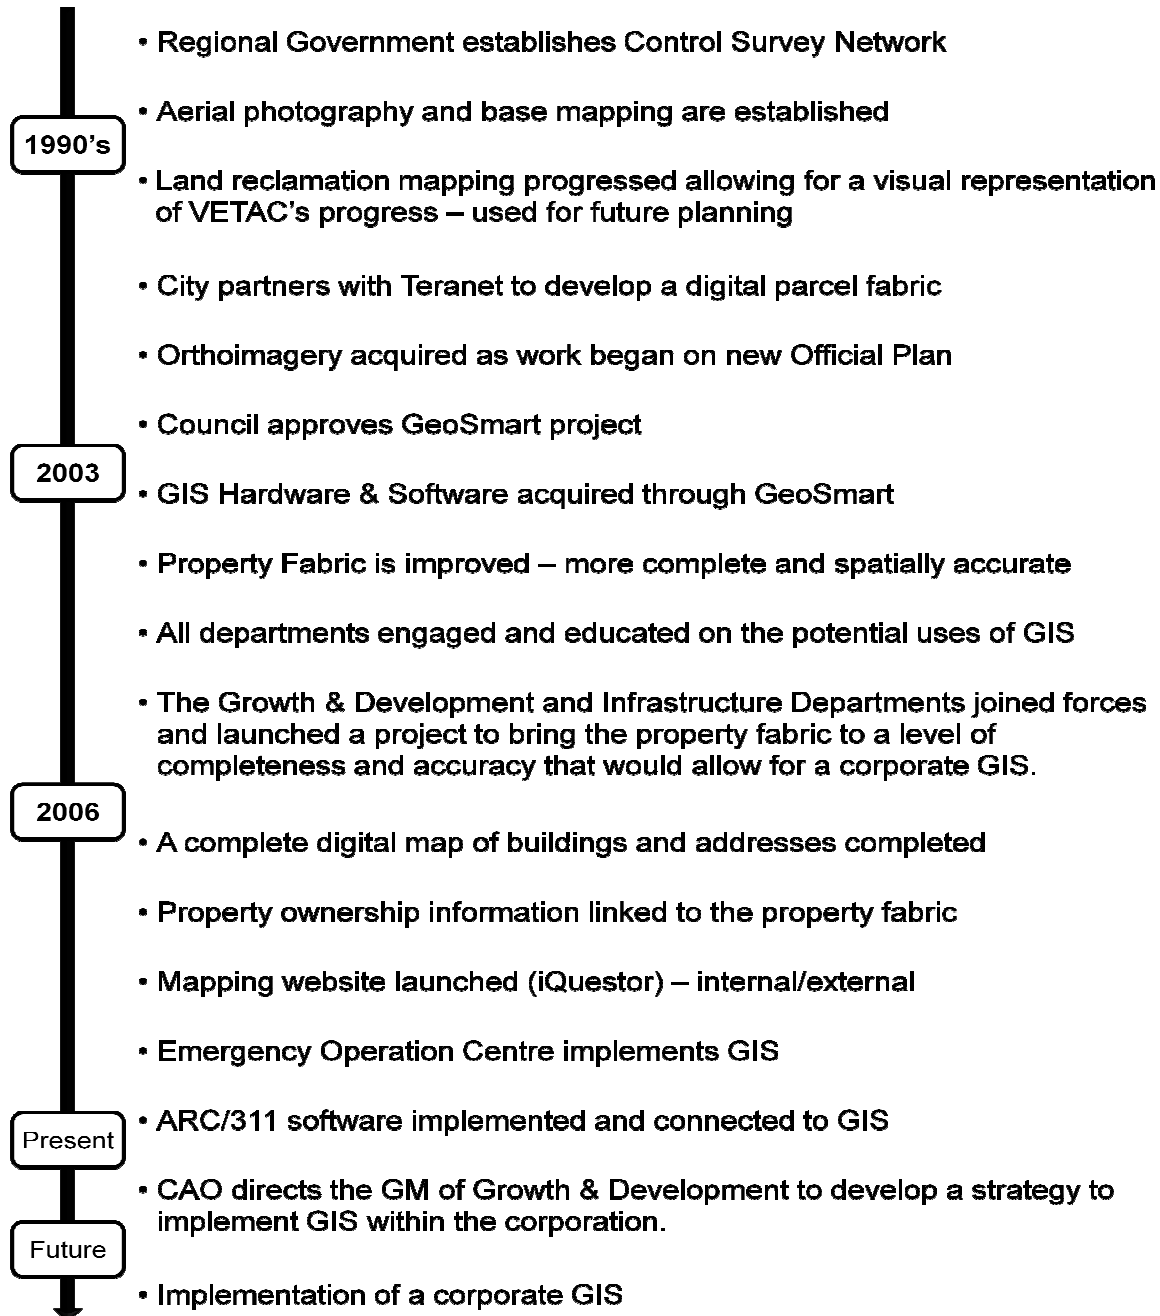 • Regional Government establishes Control Survey Network
• Aerial photography and base mapping are established
1990's
• Land reclamation mapping progressed allowing for a visual representation
of VETAC's progress – used for future planning
• City partners with Teranet to develop a digital parcel fabric
• Orthoimagery acquired as work began on new Official Plan
• Council approves GeoSmart project
2003
• GIS Hardware & Software acquired through GeoSmart
• Property Fabric is improved – more complete and spatially accurate
• All departments engaged and educated on the potential uses of GIS
• The Growth & Development and Infrastructure Departments joined forces
and launched a project to bring the property fabric to a level of
completeness and accuracy that would allow for a corporate GIS.
2006
• A complete digital map of buildings and addresses completed
• Property ownership information linked to the property fabric
• Mapping website launched (iQuestor) – internal/external
• Emergency Operation Centre implements GIS
• ARC/311 software implemented and connected to GIS
Present
• CAO directs the GM of Growth & Development to develop a strategy to
implement GIS within the corporation.
Future
• Implementation of a corporate GIS